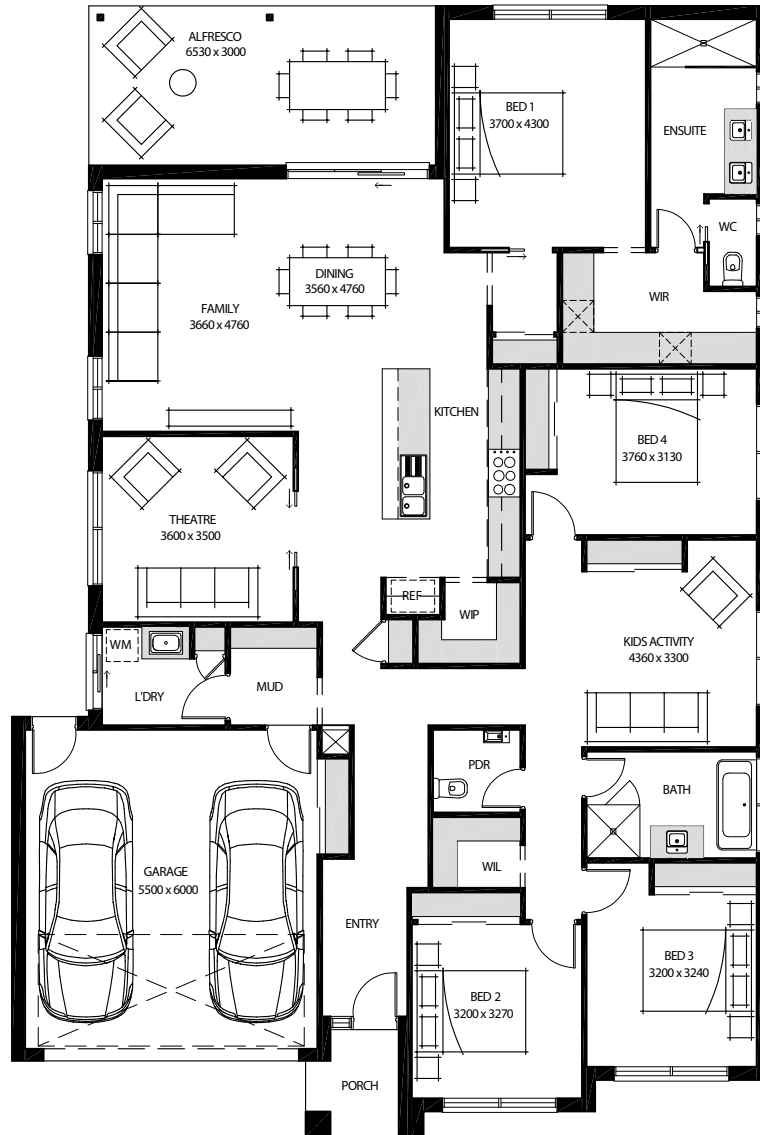 ALFRESCO
6530 x 3000
BED 1
3700 x 4300
ENSUITE
WC
DINING
3560 x 4760
FAMILY
3660 x 4760
WIR
KITCHEN
BED 4
3760 x 3130
THEATRE
3600 x 3500
REF
WIP
WM
L'DRY
MUD
KIDS ACTIVITY
4360 x 3300
PDR
BATH
GARAGE
5500 x 6000
WIL
ENTRY
BED 3
3200 x 3240
BED 2
3200 x 3270
PORCH